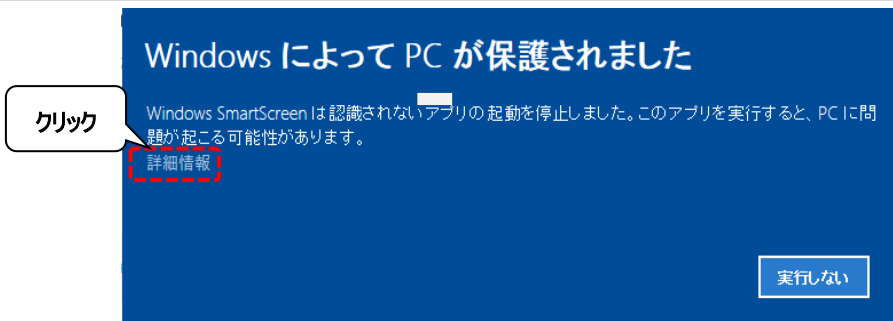 Windows によって PC が保護されました
クリック
Windows SmartScreen は認識されないアプリの起動を停止しました。このアプリを実行すると、PC に問
題が起こる可能性があります。
詳細情報
実行しない